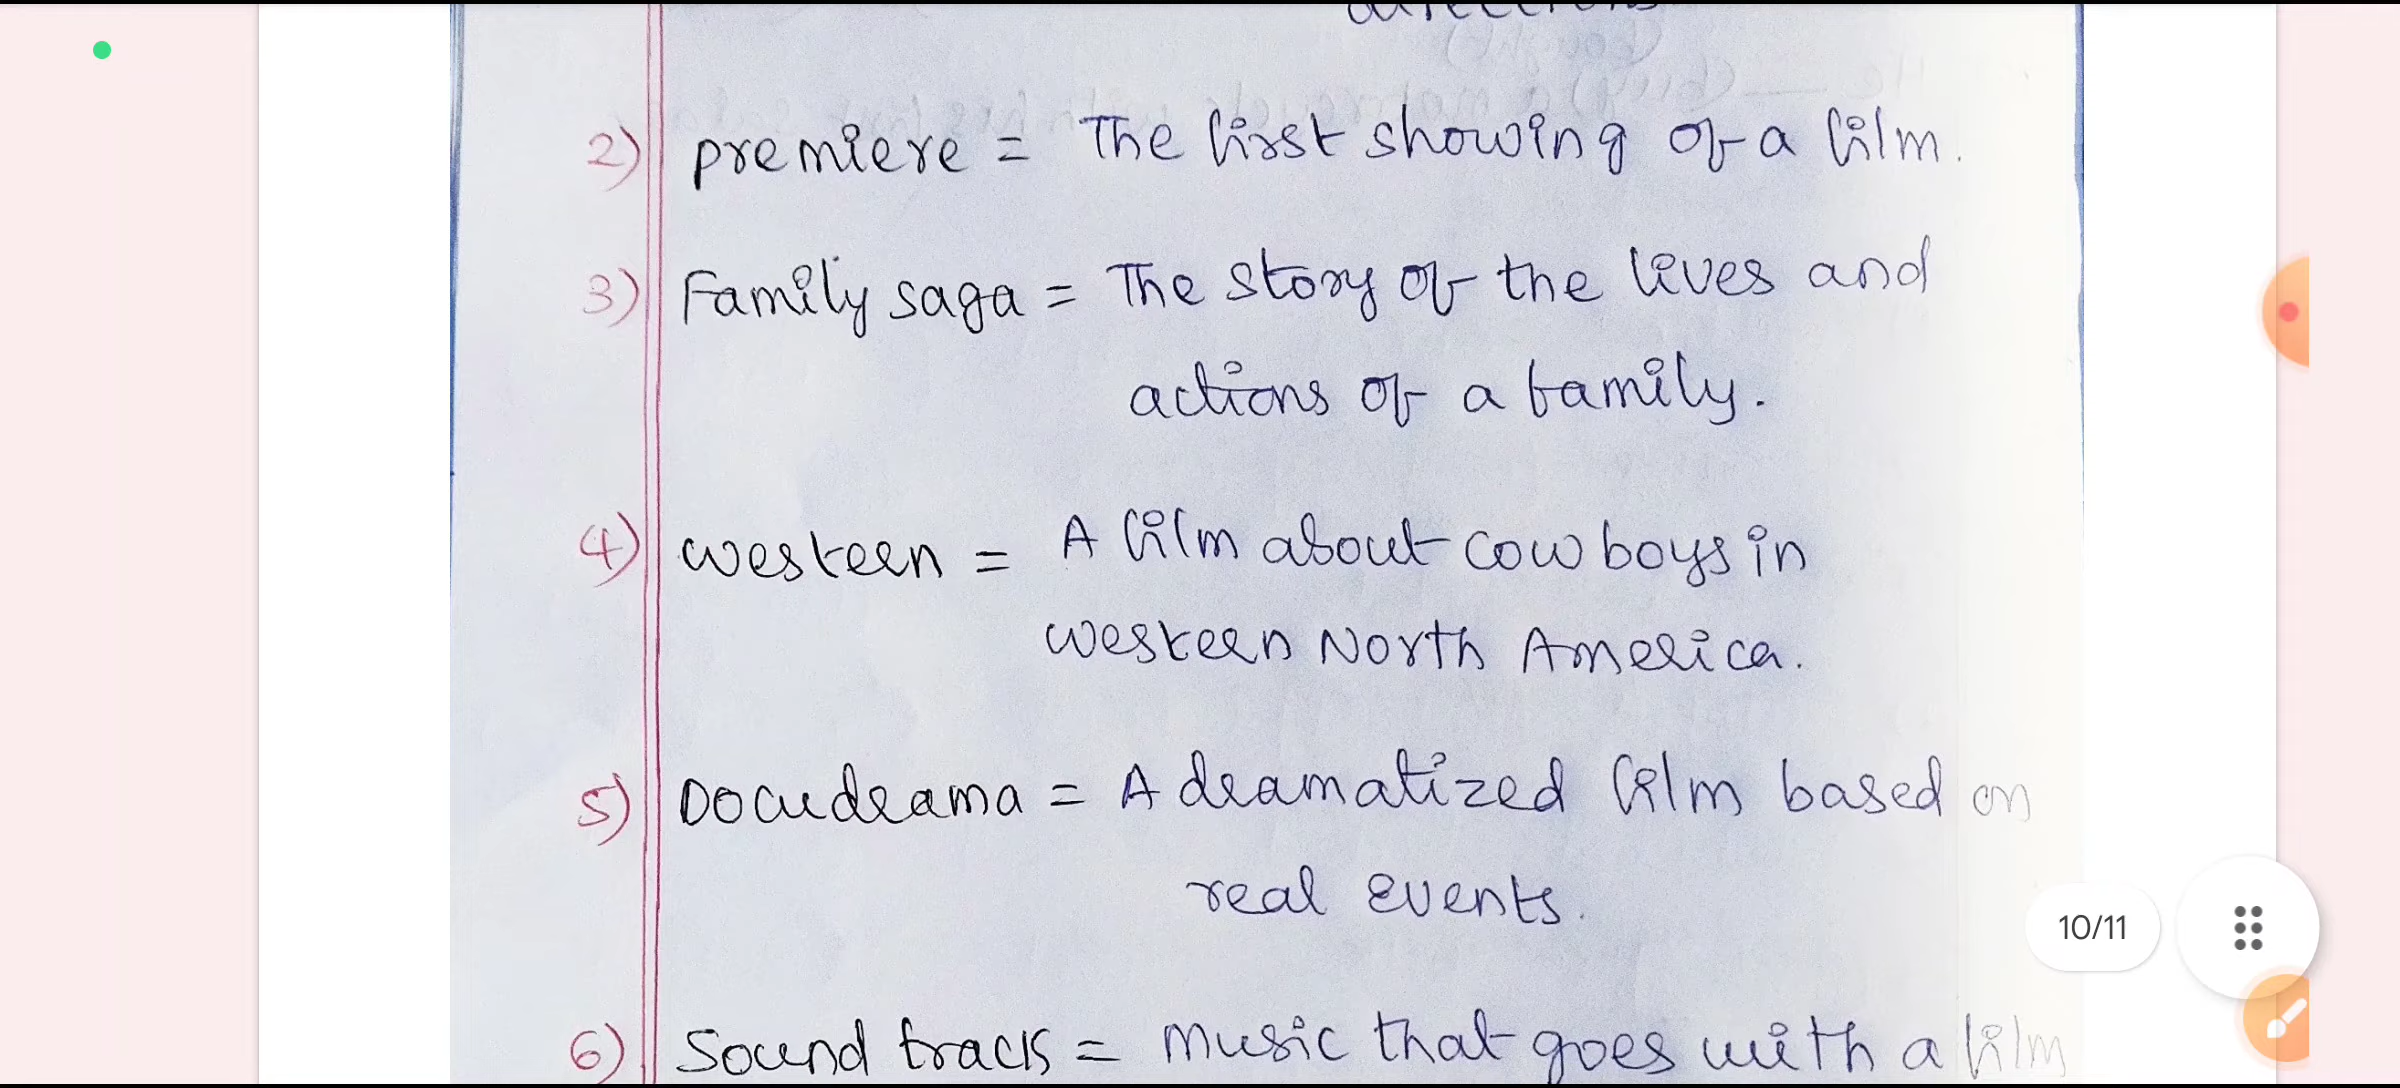 2) premiere = The first showing of a film.
3) Family saga = The story of the lives and
actions of a family.
4) western = A film about cowboys in
western North America.
5) Docudrama = A dramatized film based on
real events.
10/11
6) Sound track = Music that goes with a film